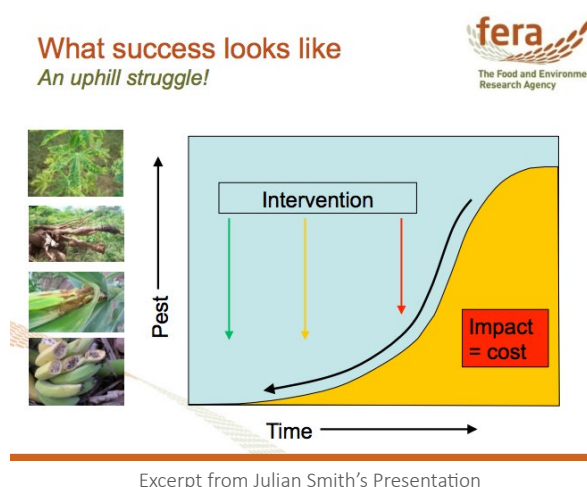 What success looks like
An uphill struggle!
fera
The Food and Environme
Research Agency
Intervention
Pest
Impact
= cost
Time
Excerpt from Julian Smith's Presentation